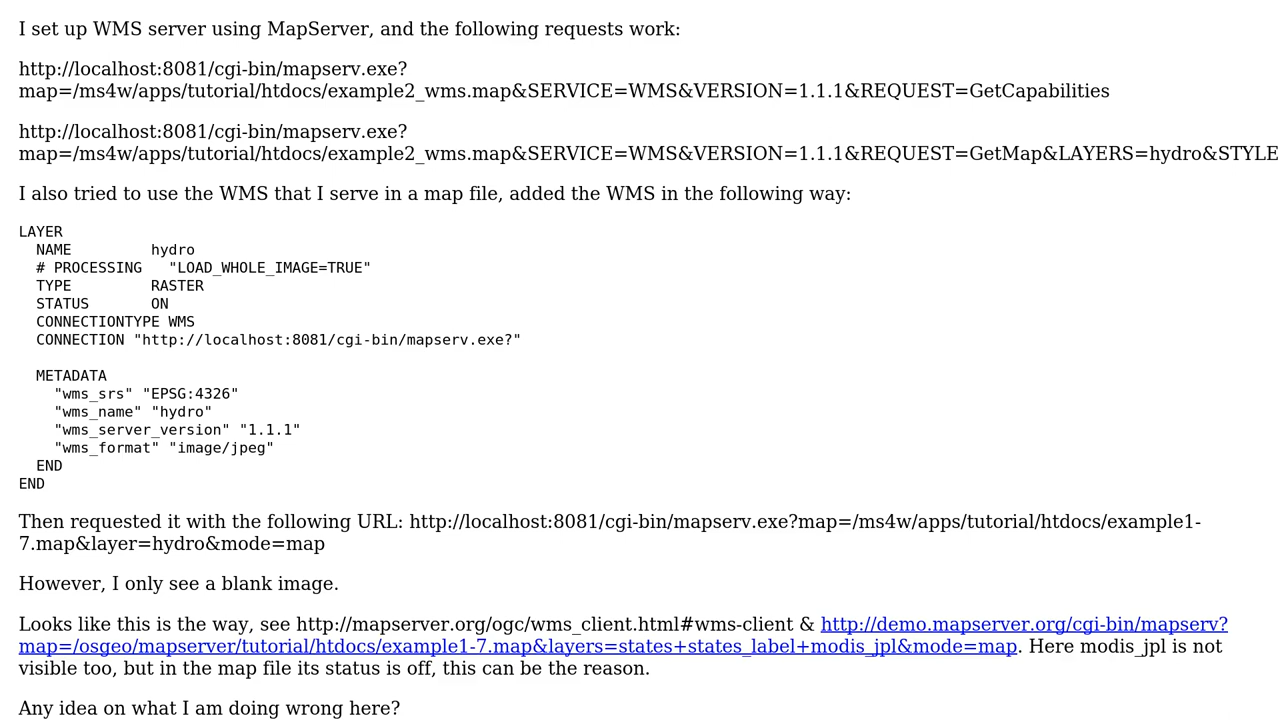 I set up WMS server using MapServer, and the following requests work:
http://localhost:8081/cgi-bin/mapserv.exe?
map=/ms4w/apps/tutorial/htdocs/example2_wms.map&SERVICE=WMS&VERSION=1.1.1&REQUEST=GetCapabilities
http://localhost:8081/cgi-bin/mapserv.exe?
map=/ms4w/apps/tutorial/htdocs/example2_wms.map&SERVICE=WMS&VERSION=1.1.1&REQUEST=GetMap&LAYERS=hydro&STYLE
I also tried to use the WMS that I serve in a map file, added the WMS in the following way:
LAYER
  NAME         hydro
  # PROCESSING   "LOAD_WHOLE_IMAGE=TRUE"
  TYPE         RASTER
  STATUS       ON
  CONNECTIONTYPE WMS
  CONNECTION "http://localhost:8081/cgi-bin/mapserv.exe?"
  METADATA
    "wms_srs" "EPSG:4326"
    "wms_name" "hydro"
    "wms_server_version" "1.1.1"
    "wms_format" "image/jpeg"
  END
END
Then requested it with the following URL: http://localhost:8081/cgi-bin/mapserv.exe?map=/ms4w/apps/tutorial/htdocs/example1-
7.map&layer=hydro&mode=map
However, I only see a blank image.
Looks like this is the way, see http://mapserver.org/ogc/wms_client.html#wms-client & http://demo.mapserver.org/cgi-bin/mapserv?
map=/osgeo/mapserver/tutorial/htdocs/example1-7.map&layers=states+states_label+modis_jpl&mode=map. Here modis_jpl is not
visible too, but in the map file its status is off, this can be the reason.
Any idea on what I am doing wrong here?